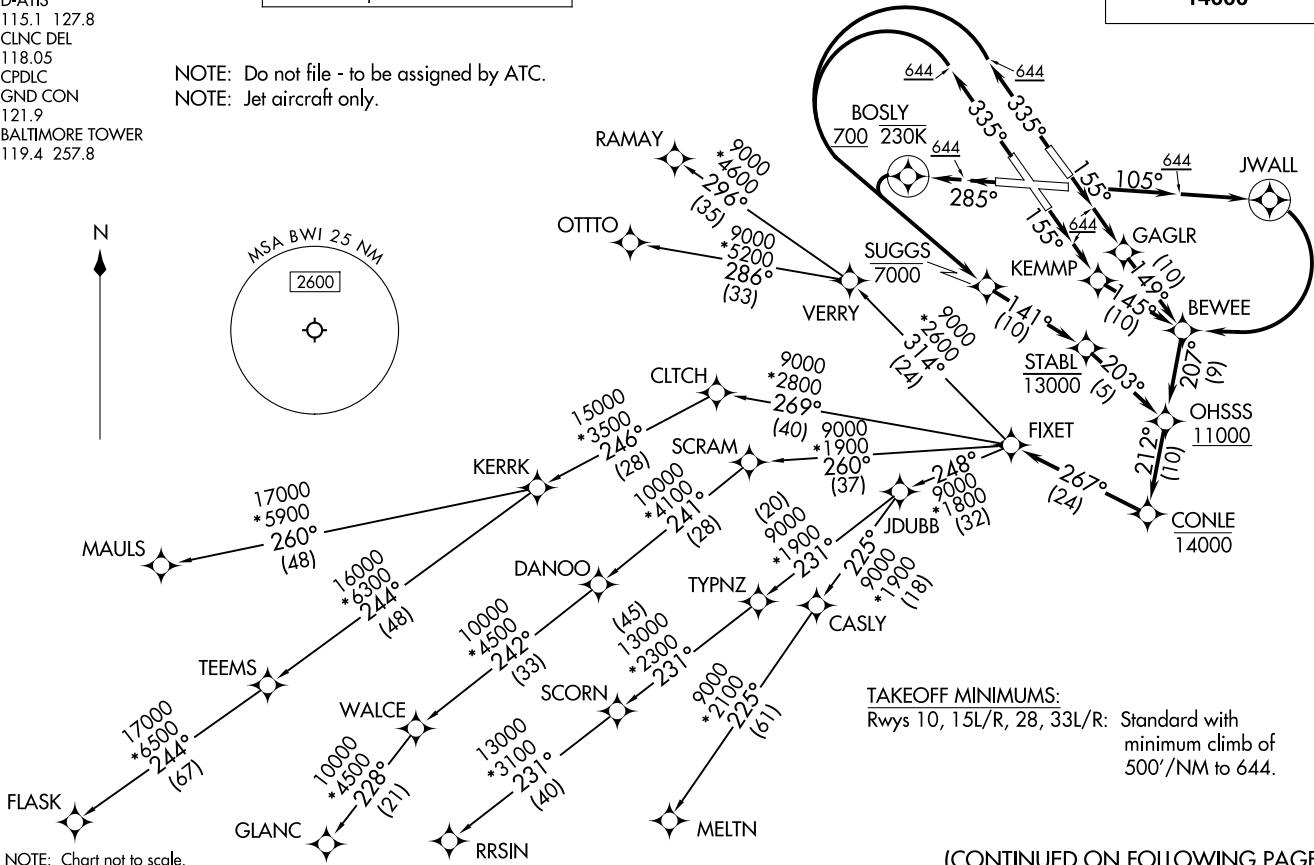 115.1 127.8
CLNC DEL
118.05
CPDLC
GND CON
121.9
BALTIMORE TOWER
119.4 257.8
14000
NOTE: Do not file - to be assigned by ATC.
NOTE: Jet aircraft only.
N
MSA BWI 25 NM
2600
644
644
335°
335°
BOSLY
700 230K
644
285°
155°
155°
644
105°
644
JWALL
GAGLR
(10)
149°
KEMMP
145°
(10)
BEWEE
SUGGS
7000
141°
(10)
STABL
13000
203°
(5)
207°
(9)
OHSSS
11000
212°
(10)
CONLE
14000
267°
(24)
FIXET
RAMAY
9000
*4600
296°
(35)
OTTTO
9000
*5200
286°
(33)
VERRY
9000
*2600
314°
(24)
CLTCH
9000
*2800
269°
(40)
SCRAM
9000
*1900
260°
(37)
248°
9000
*1800
(32)
JDUBB
15000
*3500
246°
(28)
KERRK
17000
*5900
260°
(48)
MAULS
16000
*6300
244°
(48)
TEEMS
17000
*6500
244°
(67)
FLASK
10000
*4100
241°
(28)
DANOO
10000
*4500
242°
(33)
WALCE
10000
*4500
228°
(21)
GLANC
(20)
9000
*1900
231°
TYPNZ
(45)
13000
*2300
231°
SCORN
13000
*3100
231°
(40)
RRSIN
225°
9000
*1900
(18)
CASLY
9000
*2100
225°
(61)
MELTN
TAKEOFF MINIMUMS:
Rwys 10, 15L/R, 28, 33L/R: Standard with
minimum climb of
500'/NM to 644.
NOTE: Chart not to scale.
(CONTINUED ON FOLLOWING PAGE